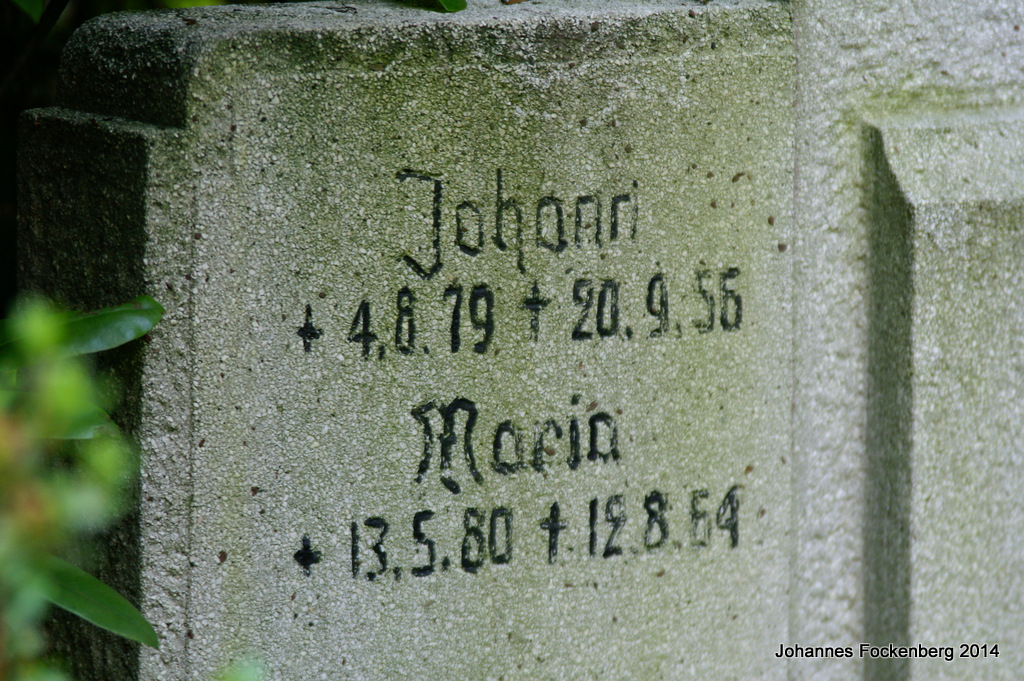 Johann
+ 4.8.79 † 20.9.56
Maria
+ 13.5.80 † 12.8.64
Johannes Fockenberg 2014